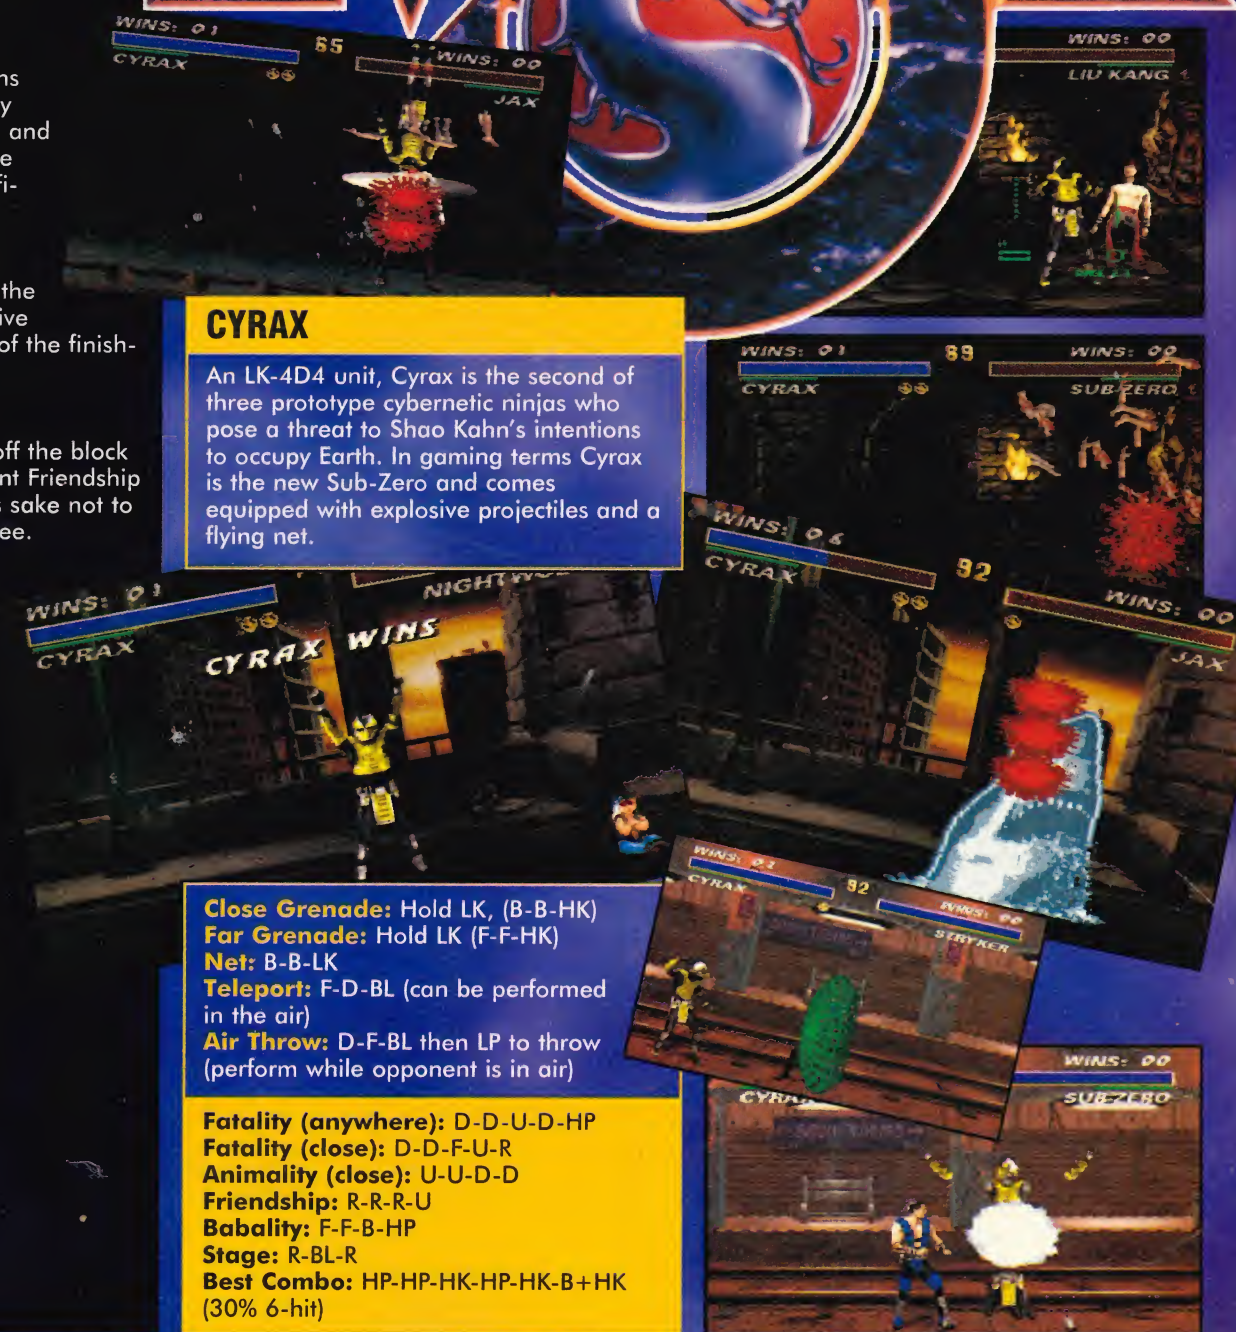 ns
y
and
e
fi-
the
ive
of the finish-
off the block
nt Friendship
s sake not to
ee.
WINS: 01
65
WINS: 00
CYRAX
JAX
WINS: 00
LIU KANG
CYRAX
An LK-4D4 unit, Cyrax is the second of
three prototype cybernetic ninjas who
pose a threat to Shao Kahn's intentions
to occupy Earth. In gaming terms Cyrax
is the new Sub-Zero and comes
equipped with explosive projectiles and a
flying net.
WINS: 01
89
WINS: 00
CYRAX
SUB-ZERO
WINS: 01
CYRAX
CYRAX WINS
WINS: 06
92
WINS: 00
CYRAX
JAX
Close Grenade: Hold LK, (B-B-HK)
Far Grenade: Hold LK (F-F-HK)
Net: B-B-LK
Teleport: F-D-BL (can be performed
in the air)
Air Throw: D-F-BL then LP to throw
(perform while opponent is in air)
WINS: 01
92
WINS: 00
CYRAX
STRYKER
Fatality (anywhere): D-D-U-D-HP
Fatality (close): D-D-F-U-R
Animality (close): U-U-D-D
Friendship: R-R-R-U
Babality: F-F-B-HP
Stage: R-BL-R
Best Combo: HP-HP-HK-HP-HK-B+HK
(30% 6-hit)
WINS: 00
SUB-ZERO